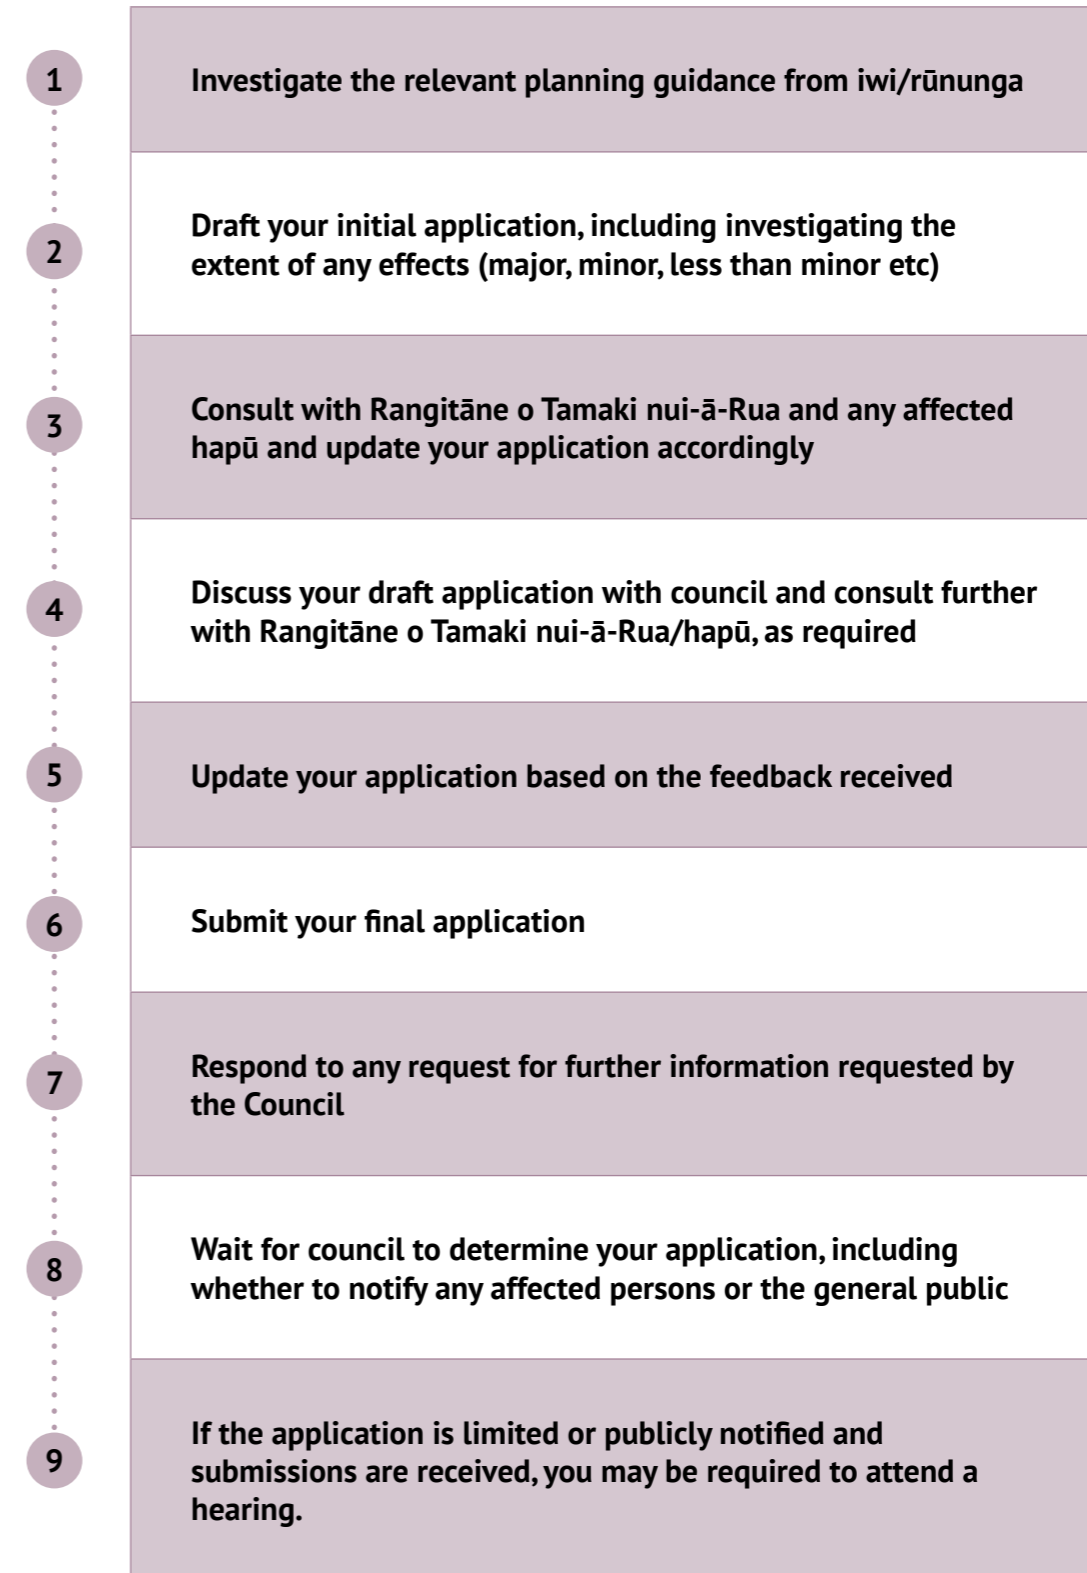 1
Investigate the relevant planning guidance from iwi/rūnunga
2
Draft your initial application, including investigating the
extent of any effects (major, minor, less than minor etc)
3
Consult with Rangitāne o Tamaki nui-ā-Rua and any affected
hapū and update your application accordingly
4
Discuss your draft application with council and consult further
with Rangitāne o Tamaki nui-ā-Rua/hapū, as required
5
Update your application based on the feedback received
6
Submit your final application
7
Respond to any request for further information requested by
the Council
8
Wait for council to determine your application, including
whether to notify any affected persons or the general public
9
If the application is limited or publicly notified and
submissions are received, you may be required to attend a
hearing.